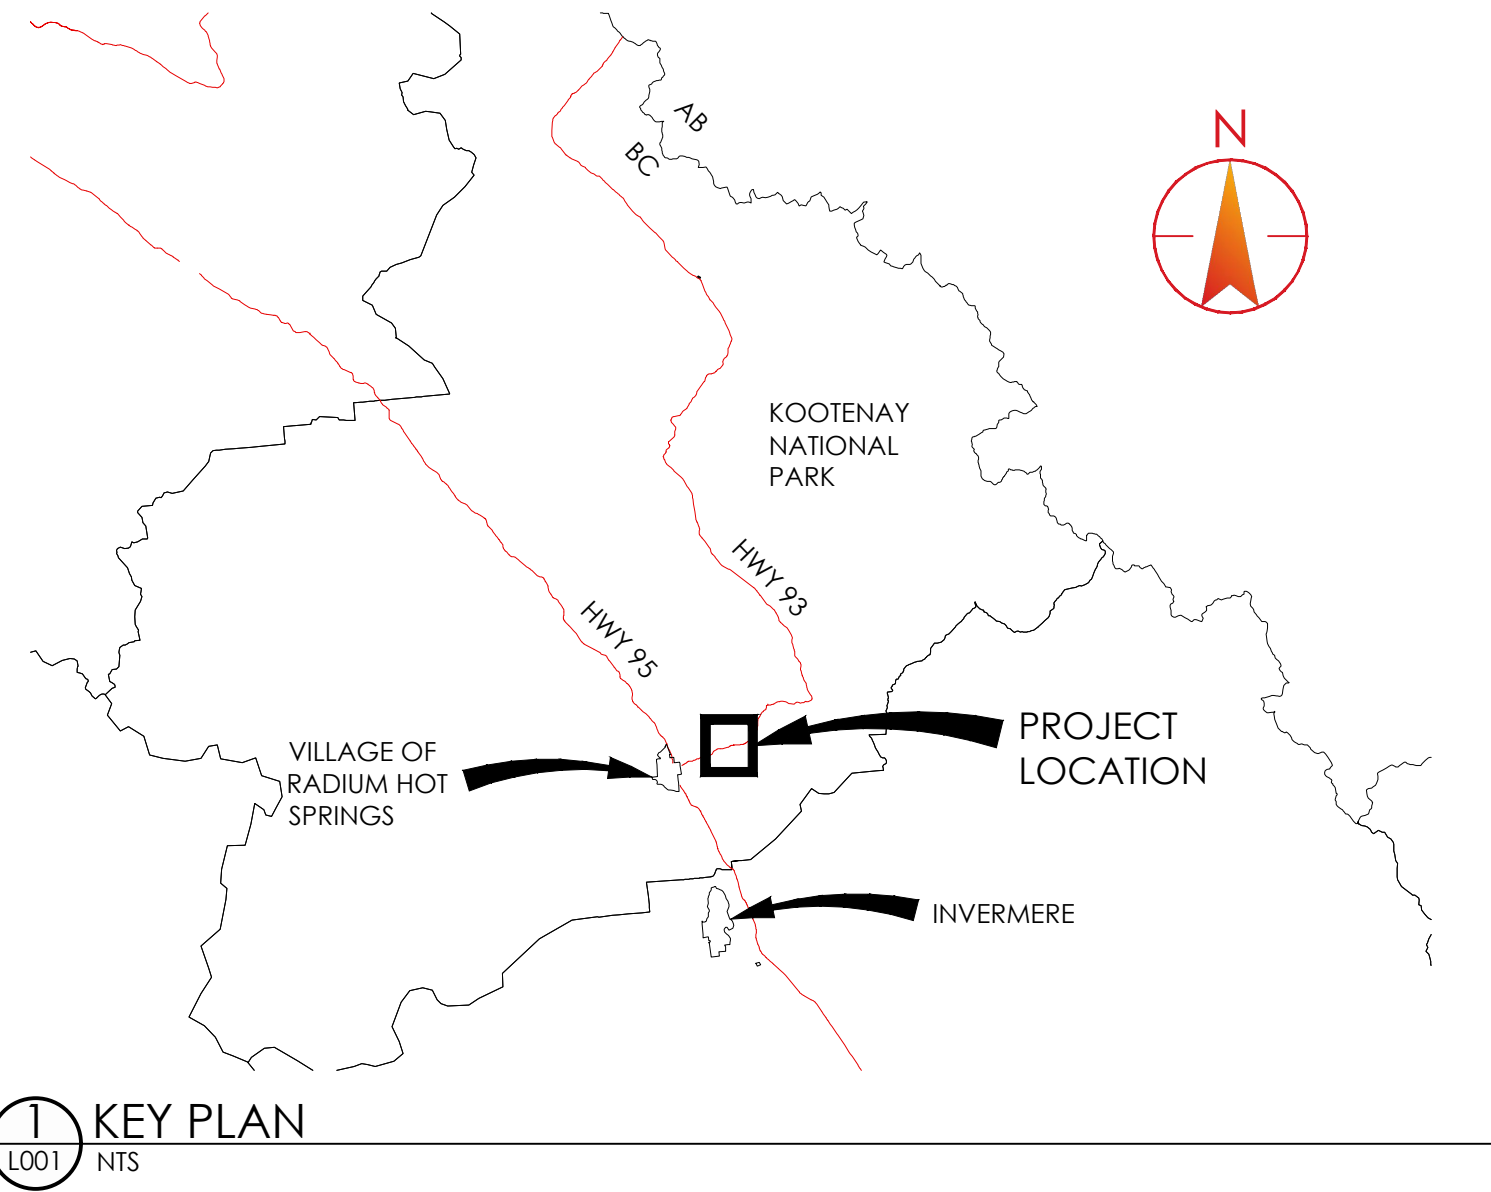 AB
BC
N
KOOTENAY
NATIONAL
PARK
HWY 93
HWY 95
PROJECT
LOCATION
VILLAGE OF
RADIUM HOT
SPRINGS
INVERMERE
1
KEY PLAN
L001
NTS